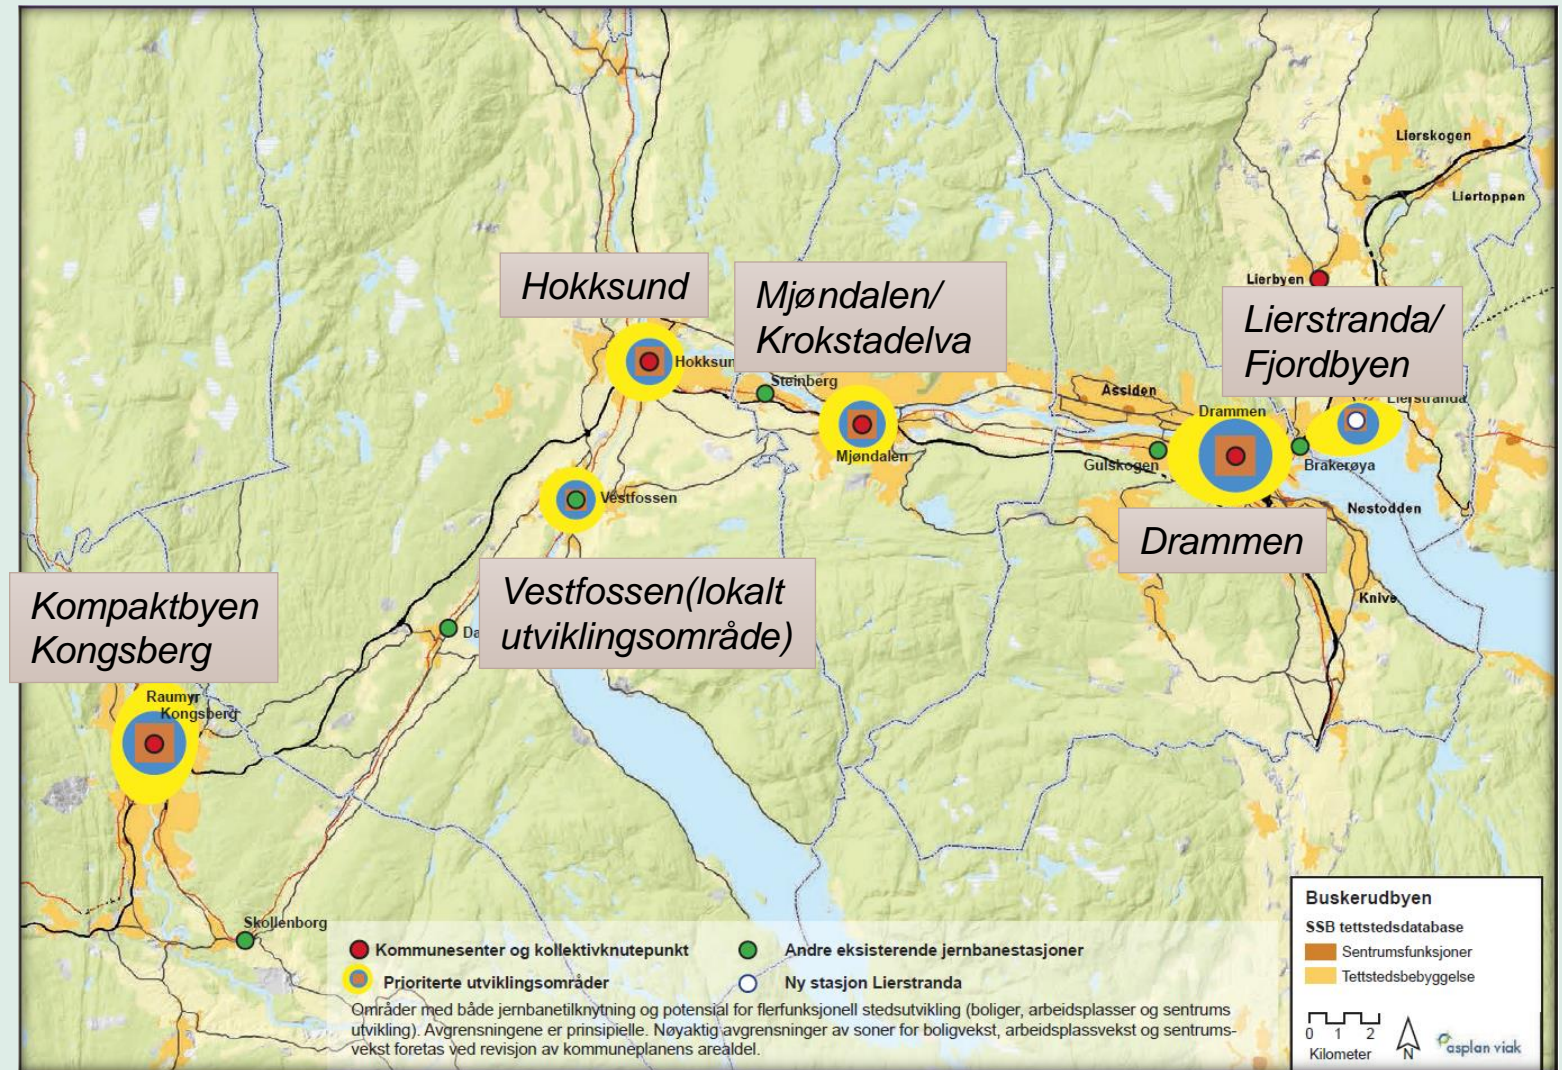 Lierskogen
Liertoppen
Lierbyen
Hokksund
Mjøndalen/
Krokstadelva
Lierstranda/
Fjordbyen
Steinberg
Assiden
Drammen
Lierstranda
Mjøndalen
Gulskogen
Brakerøya
Vestfossen
Nøstodden
Drammen
Knive
Kompaktbyen
Kongsberg
Vestfossen(lokalt
utviklingsområde)
Raumyr
Kongsberg
Skollenborg
Kommunesenter og kollektivknutepunkt
Andre eksisterende jernbanestasjoner
Prioriterte utviklingsområder
Ny stasjon Lierstranda
Områder med både jernbanetilknytning og potensial for flerfunksjonell stedsutvikling (boliger, arbeidsplasser og sentrums
utvikling). Avgrensningene er prinsipielle. Nøyaktig avgrensninger av soner for boligvekst, arbeidsplassvekst og sentrums-
vekst foretas ved revisjon av kommuneplanens arealdel.
Buskerudbyen
SSB tettstedsdatabase
Sentrumsfunksjoner
Tettstedsbebyggelse
0 1 2
Kilometer
N
asplan viak